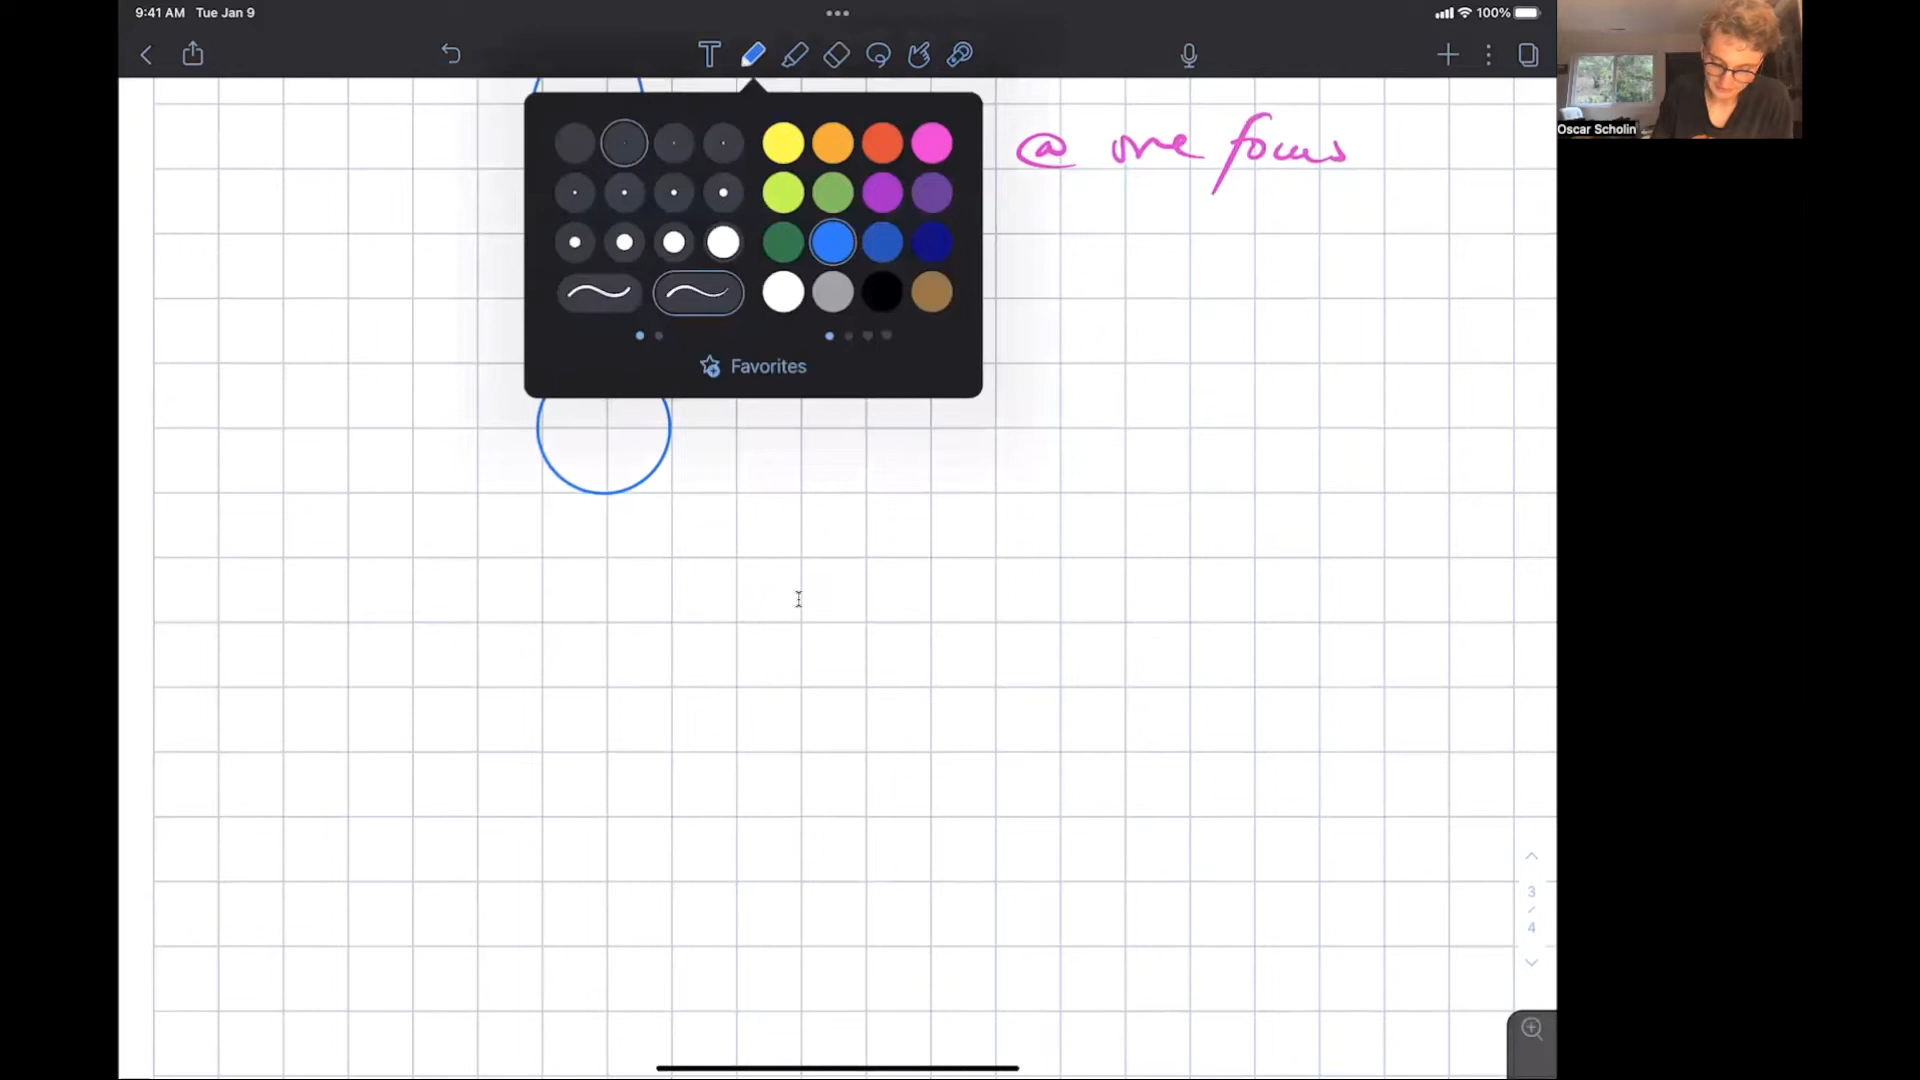 9:41 AM Tue Jan 9
100%
@ one focus
Favorites
Oscar Scholin
3
4